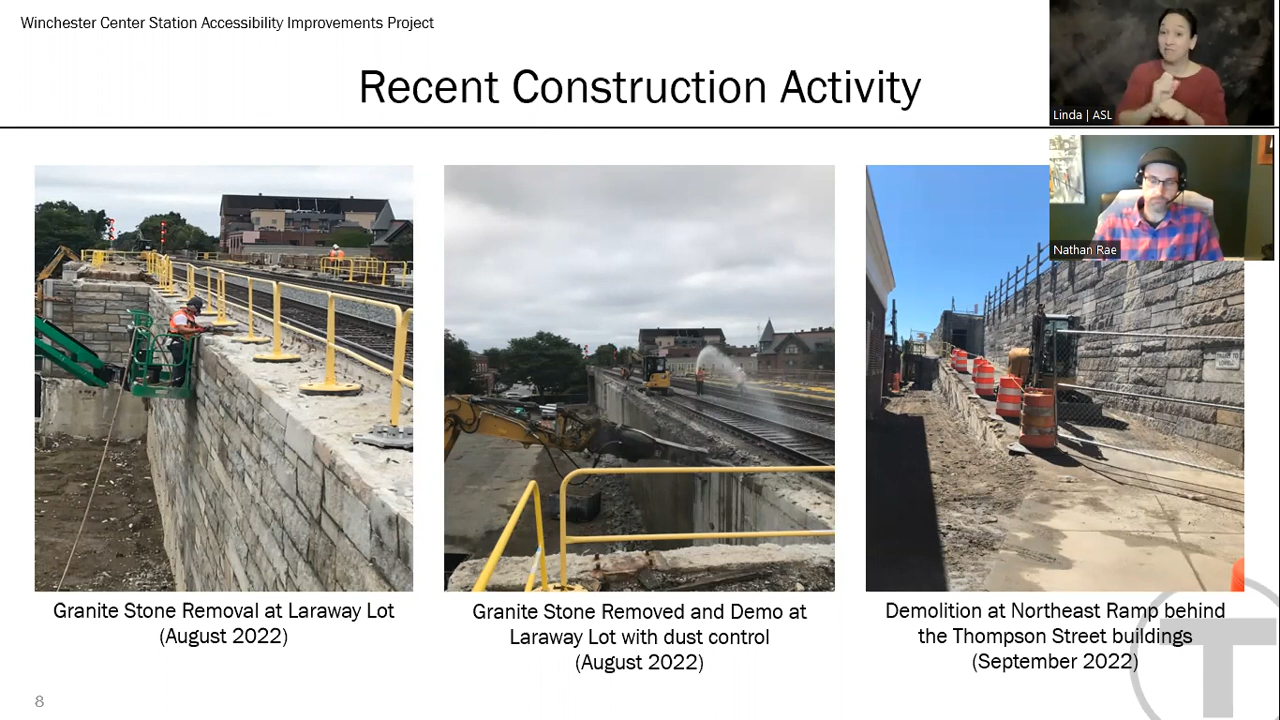 Winchester Center Station Accessibility Improvements Project
Recent Construction Activity
Linda | ASL
Nathan Rae
Granite Stone Removal at Laraway Lot
(August 2022)
Granite Stone Removed and Demo at
Laraway Lot with dust control
(August 2022)
Demolition at Northeast Ramp behind
the Thompson Street buildings
(September 2022)
8
T